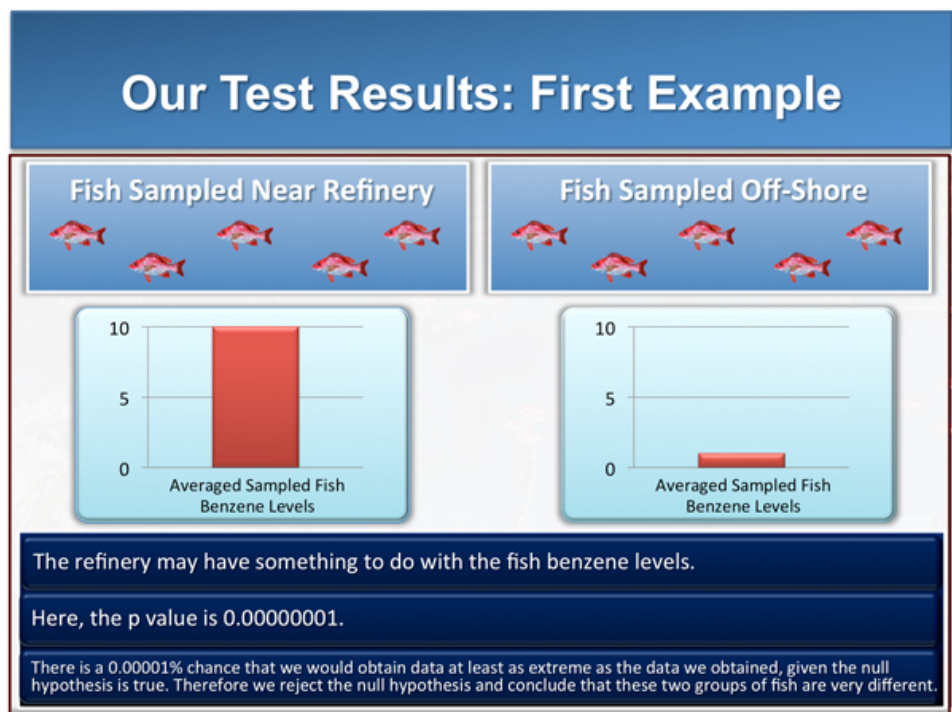 Our Test Results: First Example
Fish Sampled Near Refinery
Fish Sampled Off-Shore
10
5
0
Averaged Sampled Fish
Benzene Levels
10
5
0
Averaged Sampled Fish
Benzene Levels
The refinery may have something to do with the fish benzene levels.
Here, the p value is 0.00000001.
There is a 0.00001% chance that we would obtain data at least as extreme as the data we obtained, given the null
hypothesis is true. Therefore we reject the null hypothesis and conclude that these two groups of fish are very different.